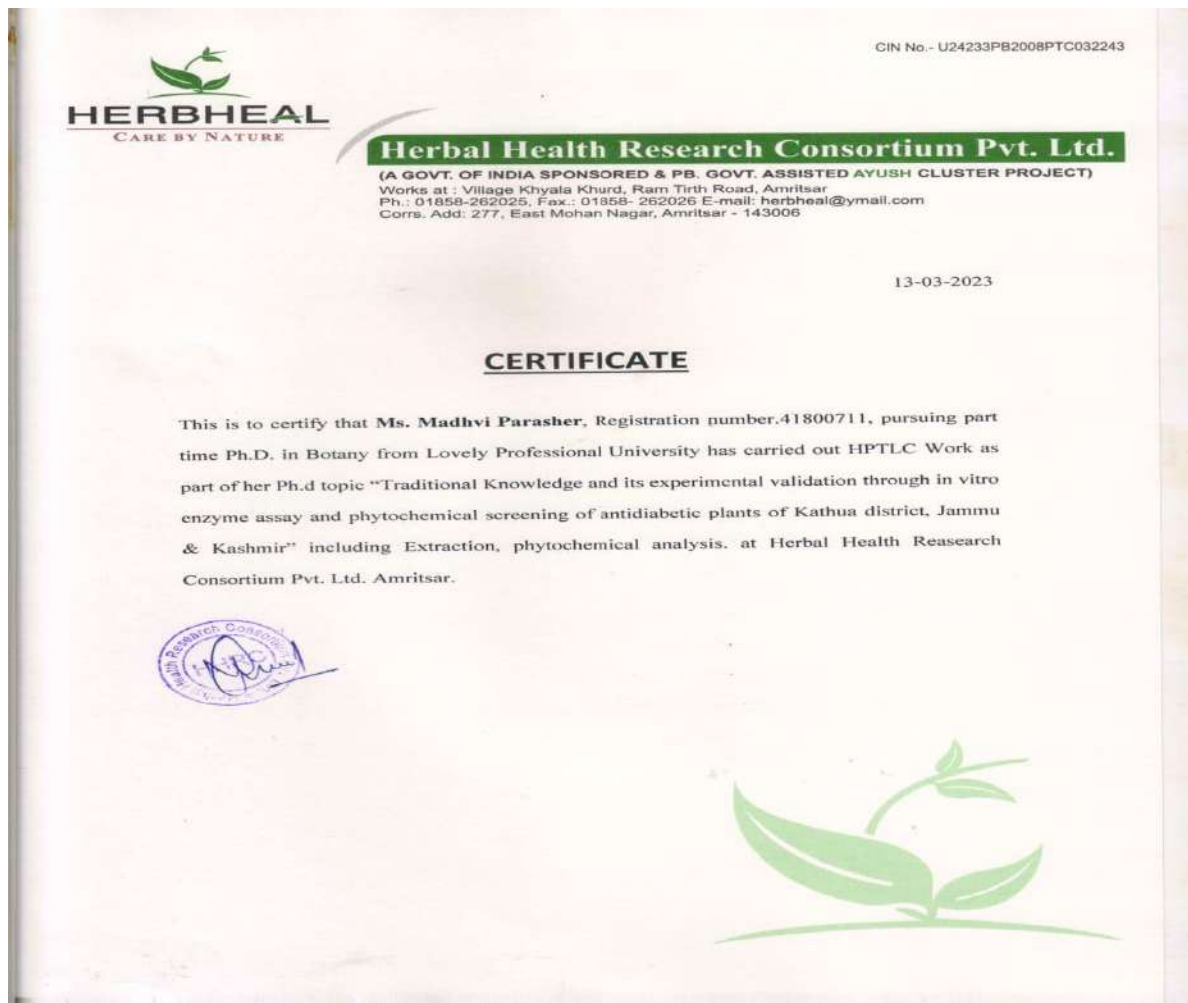 CIN No.- U24233PB2008PTC032243
HERBHEAL
CARE BY NATURE
Herbal Health Research Consortium Pvt. Ltd.
(A GOVT. OF INDIA SPONSORED & PB. GOVT. ASSISTED AYUSH CLUSTER PROJECT)
Works at : Village Khyala Khurd, Ram Tirth Road, Amritsar
Ph.: 01858-262025, Fax.: 01858- 262026 E-mail: herbheal@ymail.com
Corrs. Add: 277, East Mohan Nagar, Amritsar - 143006
13-03-2023
CERTIFICATE
This is to certify that Ms. Madhvi Parasher, Registration number.41800711, pursuing part
time Ph.D. in Botany from Lovely Professional University has carried out HPTLC Work as
part of her Ph.d topic “Traditional Knowledge and its experimental validation through in vitro
enzyme assay and phytochemical screening of antidiabetic plants of Kathua district, Jammu
& Kashmir” including Extraction, phytochemical analysis. at Herbal Health Reasearch
Consortium Pvt. Ltd. Amritsar.
Health Research
HHRC